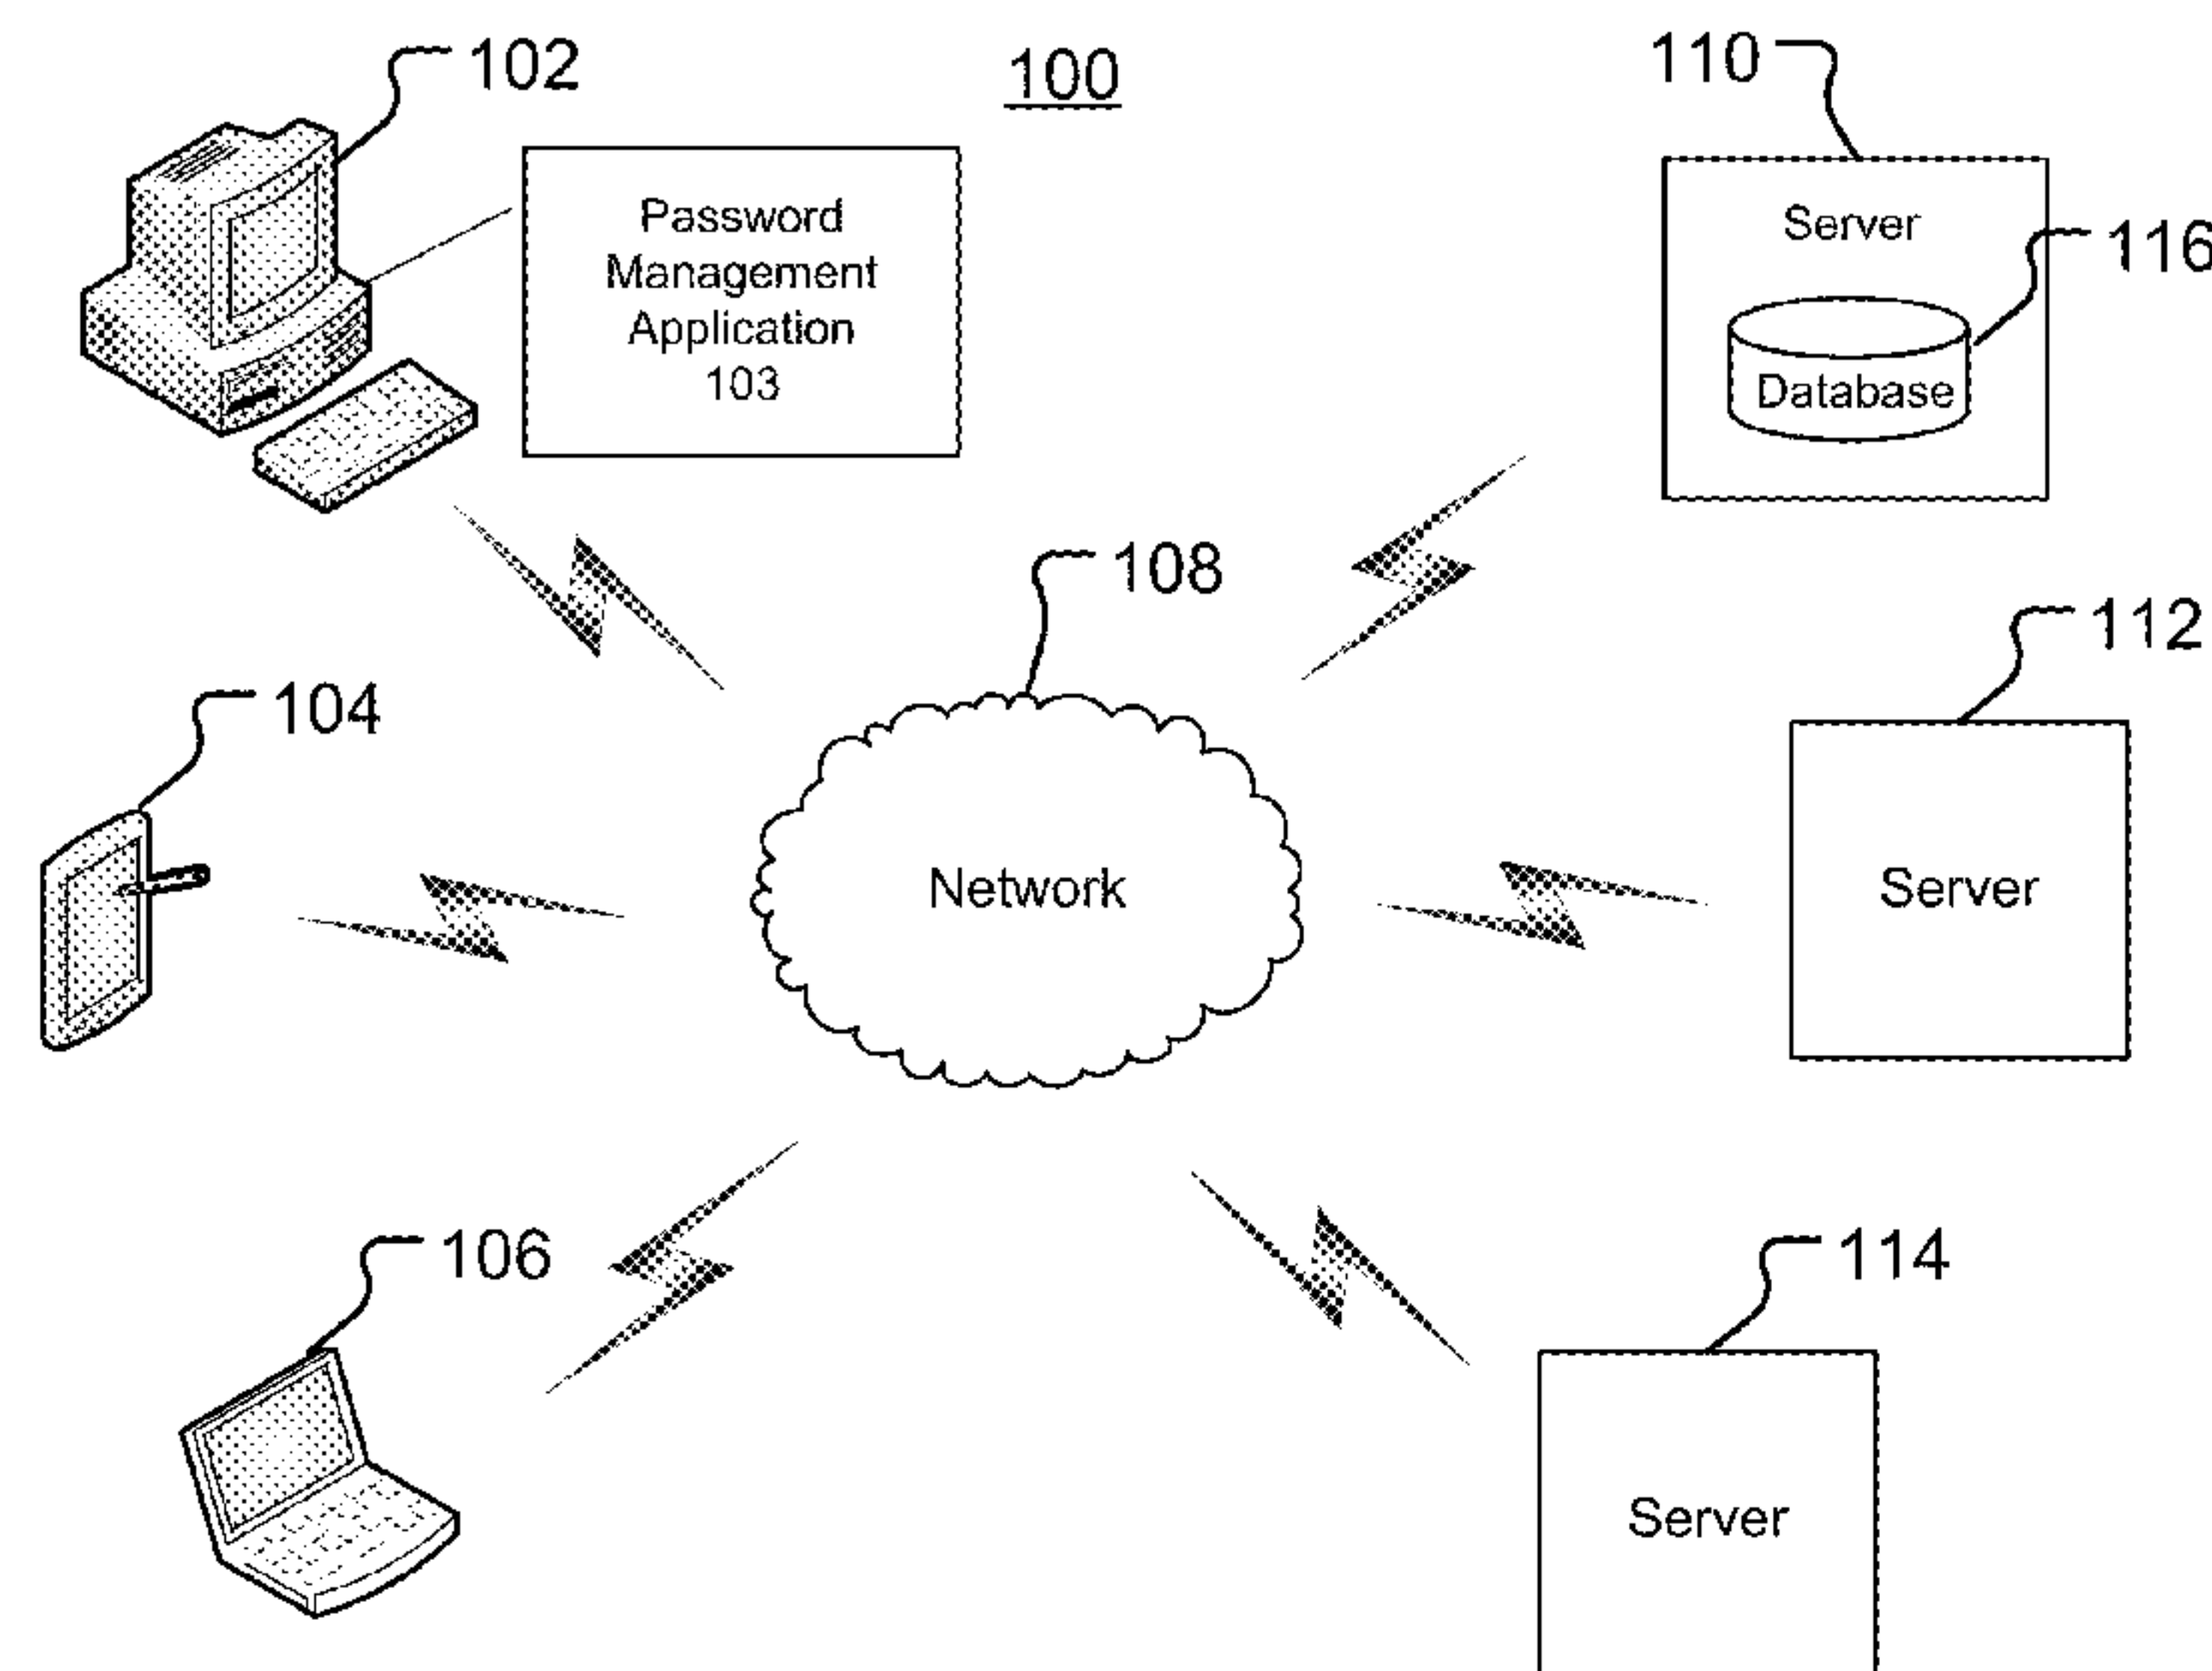 102
100
110
Password
Management
Application
103
Server
116
Database
108
112
104
Network
Server
106
114
Server